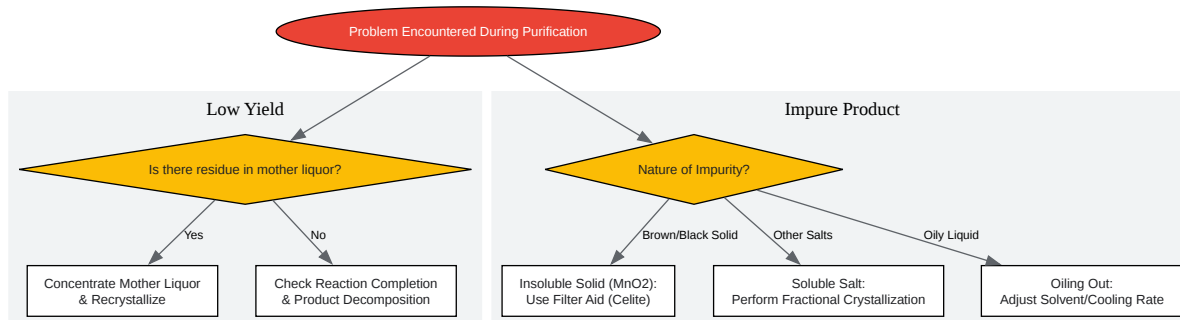 Problem Encountered During Purification
Low Yield
Is there residue in mother liquor?
Yes
No
Concentrate Mother Liquor
& Recrystallize
Check Reaction Completion
& Product Decomposition
Impure Product
Nature of Impurity?
Brown/Black Solid
Other Salts
Oily Liquid
Insoluble Solid (MnO2):
Use Filter Aid (Celite)
Soluble Salt:
Perform Fractional Crystallization
Oiling Out:
Adjust Solvent/Cooling Rate